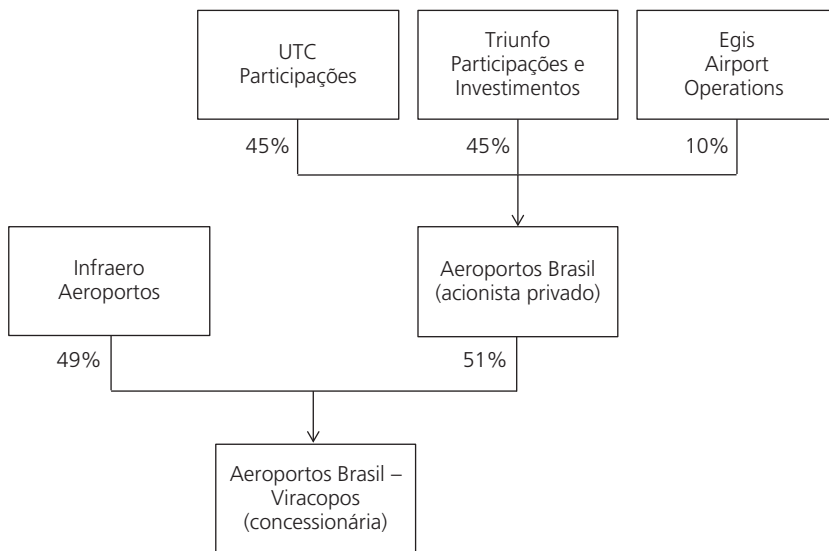 UTC
Participações
Triunfo
Participações e
Investimentos
Egis
Airport
Operations
45%
45%
10%
Infraero
Aeroportos
Aeroportos Brasil
(acionista privado)
49%
51%
Aeroportos Brasil –
Viracopos
(concessionária)